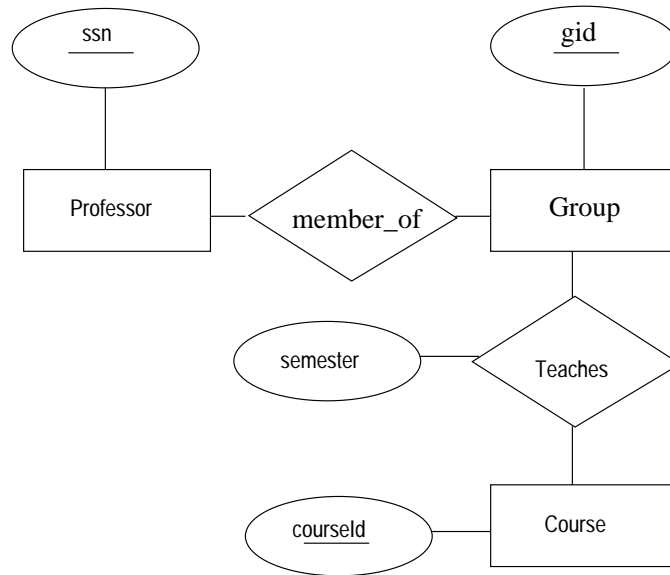 ssn
gid
Professor
member_of
Group
semester
Teaches
courseId
Course